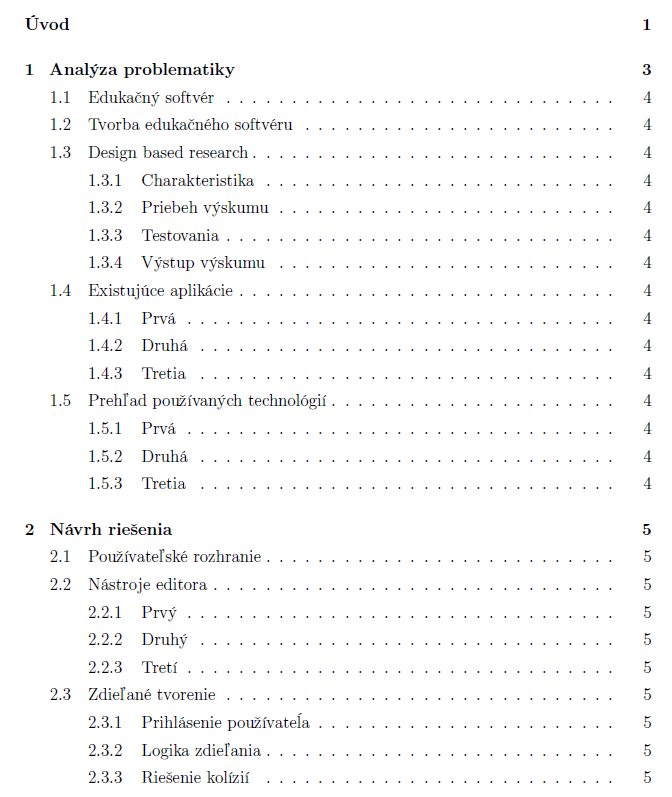 Úvod 1
1 Analýza problematiky 3
1.1 Edukačný softvér . . . . . . . . . . . . . . . . . . . . . . . . . . . . . . 4
1.2 Tvorba edukačného softvéru . . . . . . . . . . . . . . . . . . . . . . . . 4
1.3 Design based research . . . . . . . . . . . . . . . . . . . . . . . . . . . . 4
1.3.1 Charakteristika . . . . . . . . . . . . . . . . . . . . . . . . . . . 4
1.3.2 Priebeh výskumu . . . . . . . . . . . . . . . . . . . . . . . . . . 4
1.3.3 Testovania . . . . . . . . . . . . . . . . . . . . . . . . . . . . . . 4
1.3.4 Výstup výskumu . . . . . . . . . . . . . . . . . . . . . . . . . . 4
1.4 Existujúce aplikácie . . . . . . . . . . . . . . . . . . . . . . . . . . . . . 4
1.4.1 Prvá . . . . . . . . . . . . . . . . . . . . . . . . . . . . . . . . . 4
1.4.2 Druhá . . . . . . . . . . . . . . . . . . . . . . . . . . . . . . . . 4
1.4.3 Tretia . . . . . . . . . . . . . . . . . . . . . . . . . . . . . . . . 4
1.5 Prehľad používaných technológií . . . . . . . . . . . . . . . . . . . . . . 4
1.5.1 Prvá . . . . . . . . . . . . . . . . . . . . . . . . . . . . . . . . . 4
1.5.2 Druhá . . . . . . . . . . . . . . . . . . . . . . . . . . . . . . . . 4
1.5.3 Tretia . . . . . . . . . . . . . . . . . . . . . . . . . . . . . . . . 4
2 Návrh riešenia 5
2.1 Používateľské rozhranie . . . . . . . . . . . . . . . . . . . . . . . . . . . 5
2.2 Nástroje editora . . . . . . . . . . . . . . . . . . . . . . . . . . . . . . . 5
2.2.1 Prvý . . . . . . . . . . . . . . . . . . . . . . . . . . . . . . . . . 5
2.2.2 Druhý . . . . . . . . . . . . . . . . . . . . . . . . . . . . . . . . 5
2.2.3 Tretí . . . . . . . . . . . . . . . . . . . . . . . . . . . . . . . . . 5
2.3 Zdieľané tvorenie . . . . . . . . . . . . . . . . . . . . . . . . . . . . . . 5
2.3.1 Prihlásenie používateĺa . . . . . . . . . . . . . . . . . . . . . . . 5
2.3.2 Logika zdieľania . . . . . . . . . . . . . . . . . . . . . . . . . . . 5
2.3.3 Riešenie kolízií . . . . . . . . . . . . . . . . . . . . . . . . . . . 5